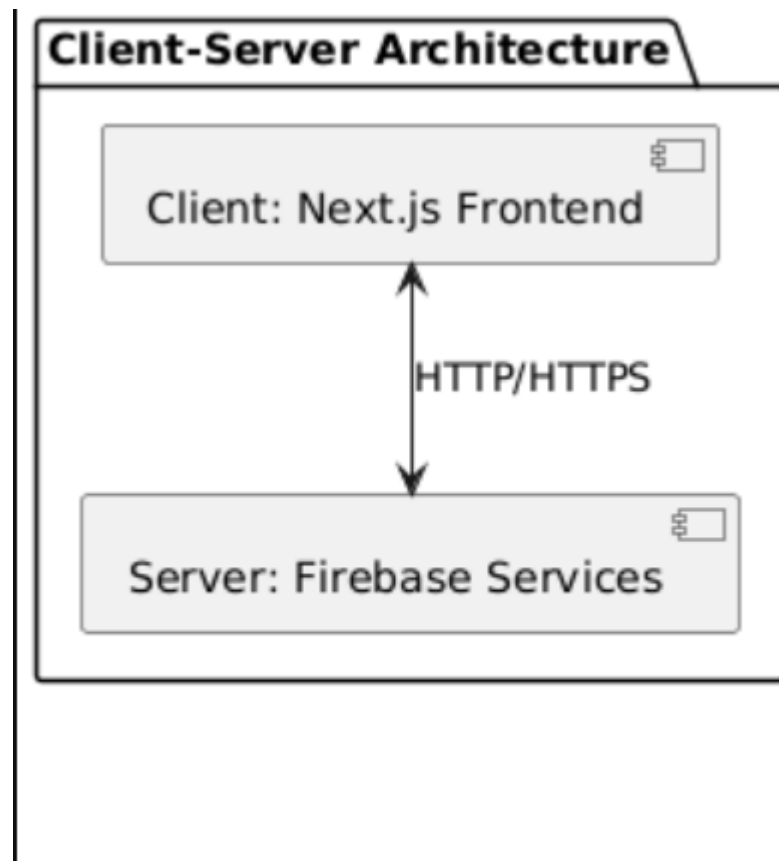 Client-Server Architecture
Client: Next.js Frontend
HTTP/HTTPS
Server: Firebase Services